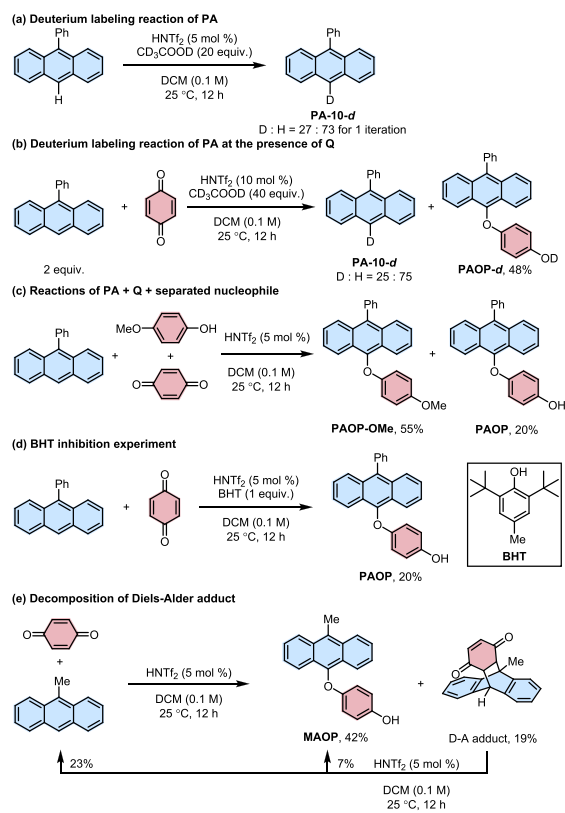 (a) Deuterium labeling reaction of PA
Ph
H
HNTf2 (5 mol %)
CD3COOD (20 equiv.)
DCM (0.1 M)
25 °C, 12 h
Ph
D
PA-10-d
D : H = 27 : 73 for 1 iteration
(b) Deuterium labeling reaction of PA at the presence of Q
Ph
2 equiv.
+
O
O
HNTf2 (10 mol %)
CD3COOD (40 equiv.)
DCM (0.1 M)
25 °C, 12 h
Ph
D
PA-10-d
D : H = 25 : 75
+
Ph
O
OD
PAOP-d, 48%
(c) Reactions of PA + Q + separated nucleophile
Ph
+
MeO
OH
+
O
O
HNTf2 (5 mol %)
DCM (0.1 M)
25 °C, 12 h
Ph
O
OMe
PAOP-OMe, 55%
+
Ph
O
OH
PAOP, 20%
(d) BHT inhibition experiment
Ph
+
O
O
HNTf2 (5 mol %)
BHT (1 equiv.)
DCM (0.1 M)
25 °C, 12 h
Ph
O
OH
PAOP, 20%
OH
Me
BHT
(e) Decomposition of Diels-Alder adduct
O
O
+
Me
HNTf2 (5 mol %)
DCM (0.1 M)
25 °C, 12 h
Me
O
OH
MAOP, 42%
+
O
O
Me
H
D-A adduct, 19%
23%
7%
HNTf2 (5 mol %)
DCM (0.1 M)
25 °C, 12 h